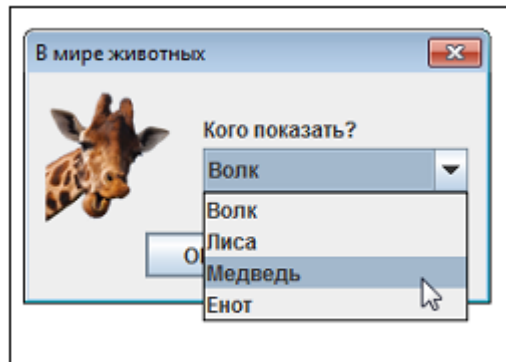 В мире животных
Кого показать?
Волк
Волк
Лиса
Медведь
Енот